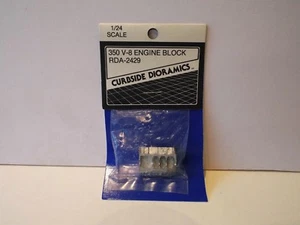 1/24
SCALE
350 V-8 ENGINE BLOCK
RDA-2429
CURBSIDE DIORAMICS